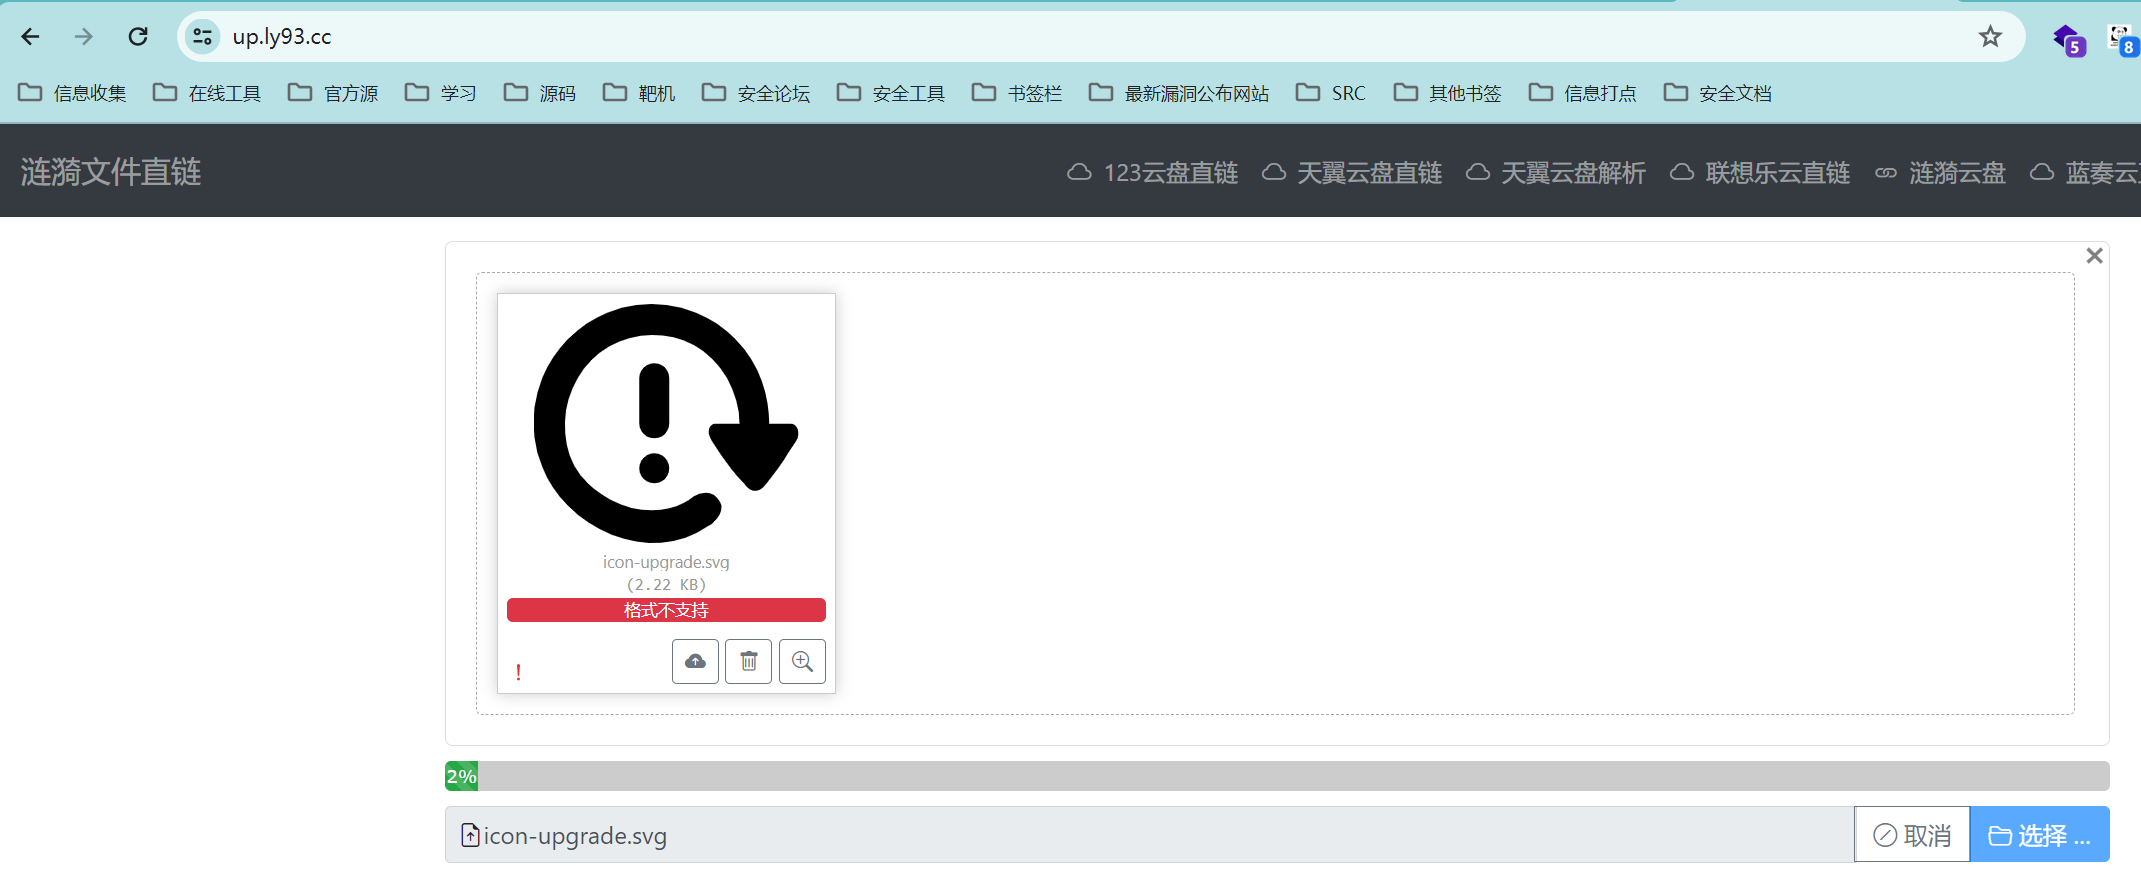 up.ly93.cc
5
8
信息收集 在线工具 官方源 学习 源码 靶机 安全论坛 安全工具 书签栏 最新漏洞公布网站 SRC 其他书签 信息打点 安全文档
涟漪文件直链
123云盘直链 天翼云盘直链 天翼云盘解析 联想乐云直链 涟漪云盘 蓝奏云
icon-upgrade.svg
(2.22 KB)
格式不支持
!
2%
icon-upgrade.svg
取消 选择 ...